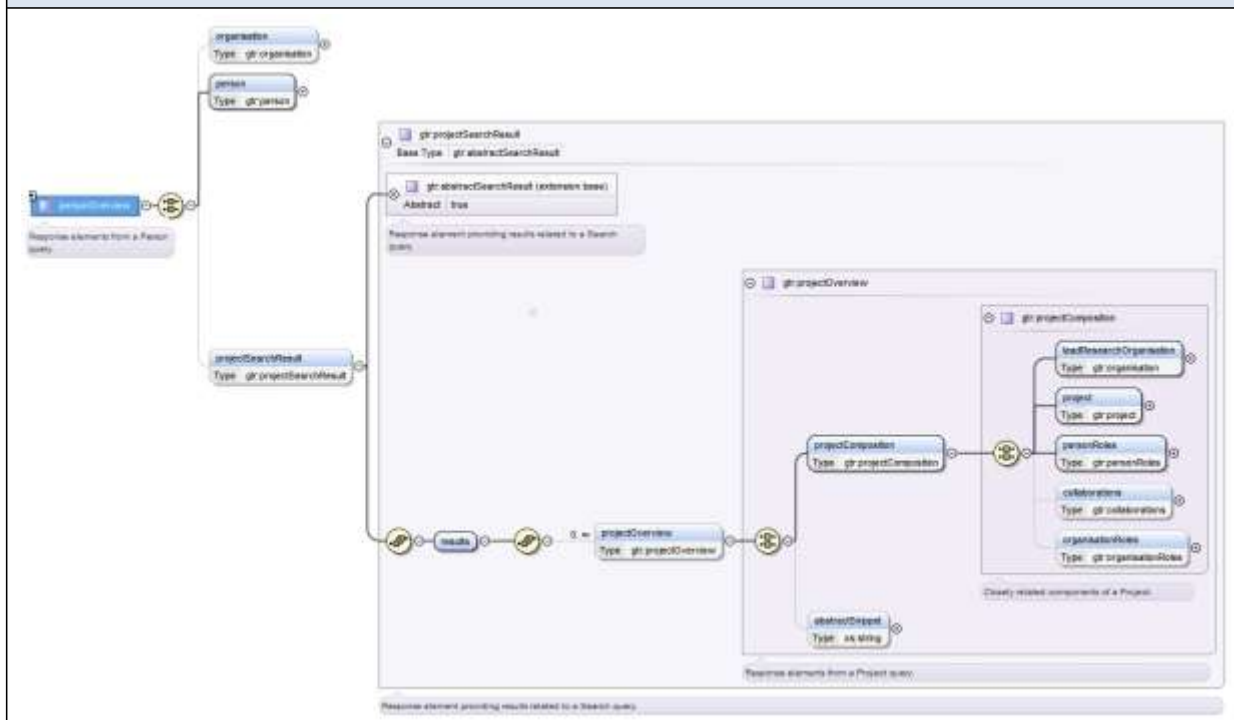 organisation
Type gtr:organisation
person
Type gtr:person
gtr:projectSearchResult
Base Type gtr:abstractSearchResult
gtr:abstractSearchResult (extension base)
Abstract true
personOverview
Response elements from a Person
query.
Response element providing results related to a Search
query.
gtr:projectOverview
gtr:projectComposition
leadResearchOrganisation
Type gtr:organisation
projectSearchResult
Type gtr:projectSearchResult
project
Type gtr:project
projectComposition
Type gtr:projectComposition
personRoles
Type gtr:personRoles
collaborations
Type gtr:collaborations
results
0..∞
projectOverview
Type gtr:projectOverview
organisationRoles
Type gtr:organisationRoles
Closely related components of a Project.
abstractSnippet
Type xs:string
Response elements from a Project query.
Response element providing results related to a Search query.